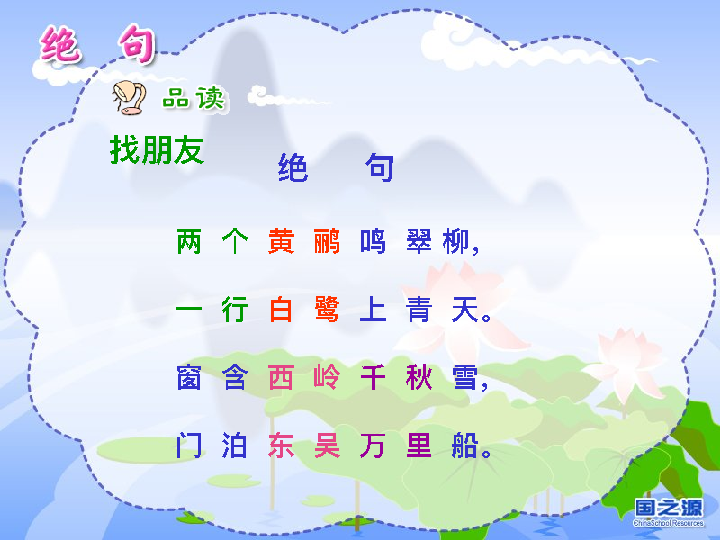 绝 句
品读
找朋友
绝 句
两 个 黄 鹂 鸣 翠 柳,
一 行 白 鹭 上 青 天。
窗 含 西 岭 千 秋 雪,
门 泊 东 吴 万 里 船。
国之源
ChinaSchool Resources